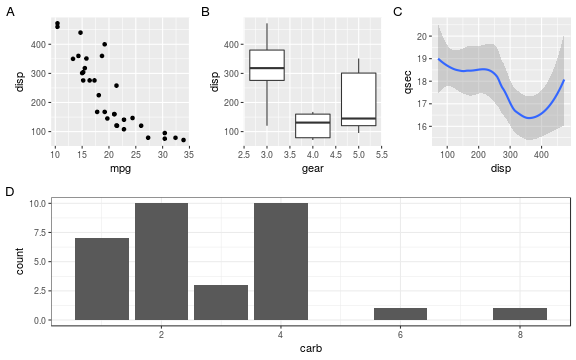 A
disp
400
300
200
100
10 15 20 25 30 35
mpg
B
disp
400
300
200
100
2.5 3.0 3.5 4.0 4.5 5.0 5.5
gear
C
qsec
20
19
18
17
16
100 200 300 400
disp
D
count
10.0
7.5
5.0
2.5
0.0
2 4 6 8
carb